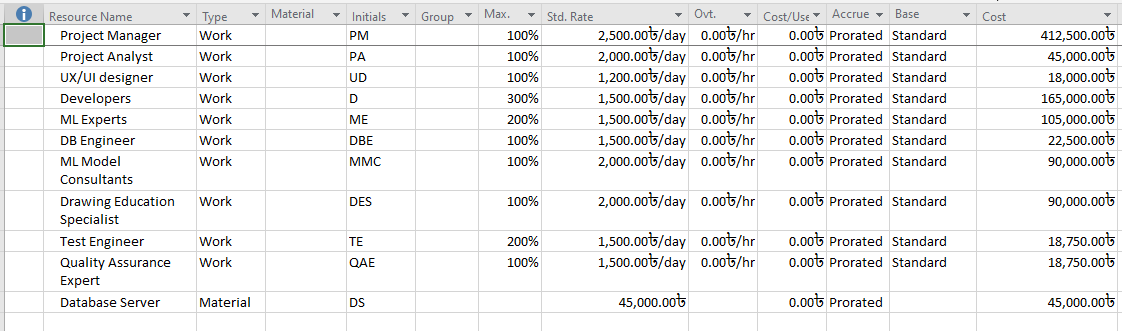 Resource Name Type Material Initials Group Max. Std. Rate Ovt. Cost/Use Accrue Base Cost
Project Manager Work PM 100% 2,500.00৳/day 0.00৳/hr 0.00৳ Prorated Standard 412,500.00৳
Project Analyst Work PA 100% 2,000.00৳/day 0.00৳/hr 0.00৳ Prorated Standard 45,000.00৳
UX/UI designer Work UD 100% 1,200.00৳/day 0.00৳/hr 0.00৳ Prorated Standard 18,000.00৳
Developers Work D 300% 1,500.00৳/day 0.00৳/hr 0.00৳ Prorated Standard 165,000.00৳
ML Experts Work ME 200% 1,500.00৳/day 0.00৳/hr 0.00৳ Prorated Standard 105,000.00৳
DB Engineer Work DBE 100% 1,500.00৳/day 0.00৳/hr 0.00৳ Prorated Standard 22,500.00৳
ML Model Work MMC 100% 2,000.00৳/day 0.00৳/hr 0.00৳ Prorated Standard 90,000.00৳
Consultants
Drawing Education Work DES 100% 2,000.00৳/day 0.00৳/hr 0.00৳ Prorated Standard 90,000.00৳
Specialist
Test Engineer Work TE 200% 1,500.00৳/day 0.00৳/hr 0.00৳ Prorated Standard 18,750.00৳
Quality Assurance Work QAE 100% 1,500.00৳/day 0.00৳/hr 0.00৳ Prorated Standard 18,750.00৳
Expert
Database Server Material DS 45,000.00৳ 0.00৳ Prorated 45,000.00৳